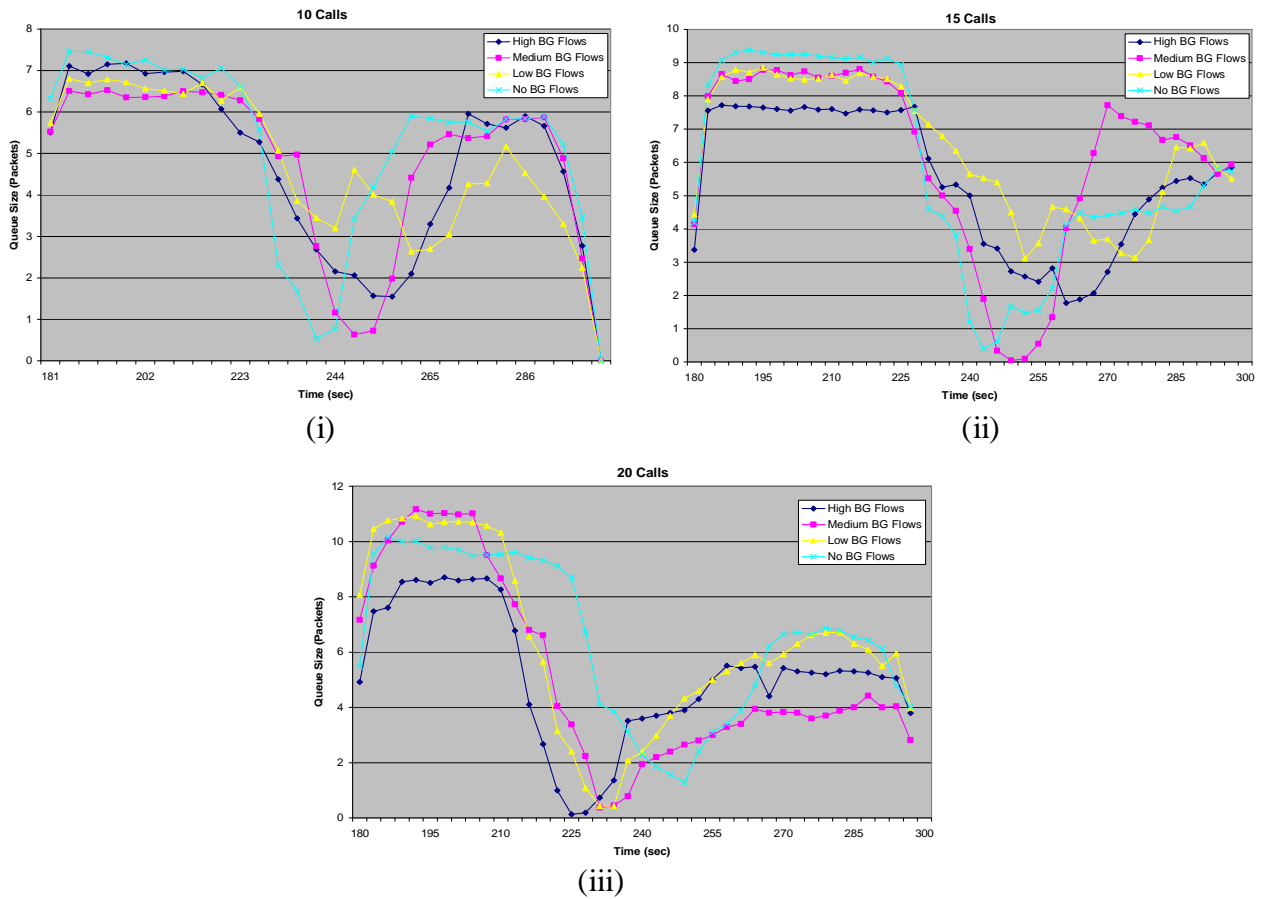 10 Calls
8
7
6
5
4
3
2
1
0
Queue Size (Packets)
181 202 223 244 265 286
Time (sec)
High BG Flows
Medium BG Flows
Low BG Flows
No BG Flows
(i)
15 Calls
10
9
8
7
6
5
4
3
2
1
0
Queue Size (Packets)
180 195 210 225 240 255 270 285 300
Time (sec)
High BG Flows
Medium BG Flows
Low BG Flows
No BG Flows
(ii)
20 Calls
12
10
8
6
4
2
0
Queue Size (Packets)
180 195 210 225 240 255 270 285 300
Time (sec)
High BG Flows
Medium BG Flows
Low BG Flows
No BG Flows
(iii)